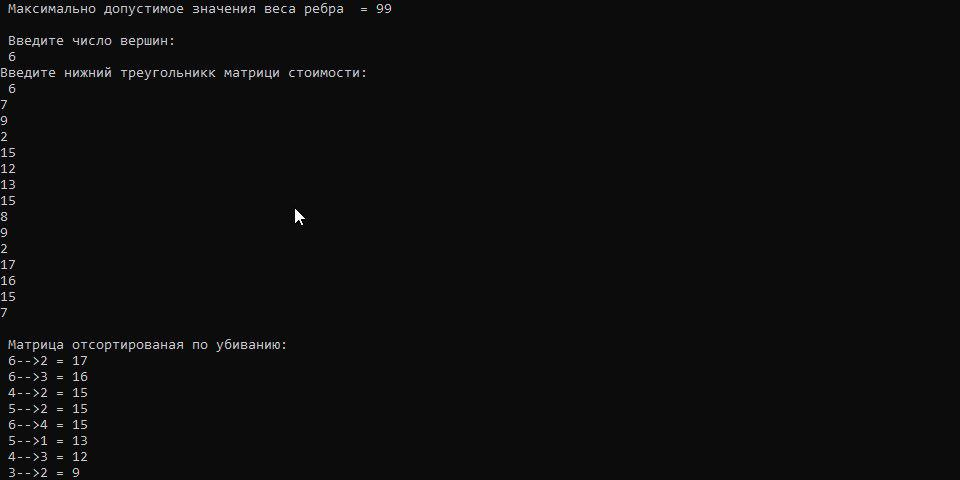 Максимально допустимое значения веса ребра  = 99
Введите число вершин:
6
Введите нижний треугольникк матрици стоимости:
6
7
9
2
15
12
13
15
8
9
2
17
16
15
7
Матрица отсортированая по убиванию:
6-->2 = 17
6-->3 = 16
4-->2 = 15
5-->2 = 15
6-->4 = 15
5-->1 = 13
4-->3 = 12
3-->2 = 9